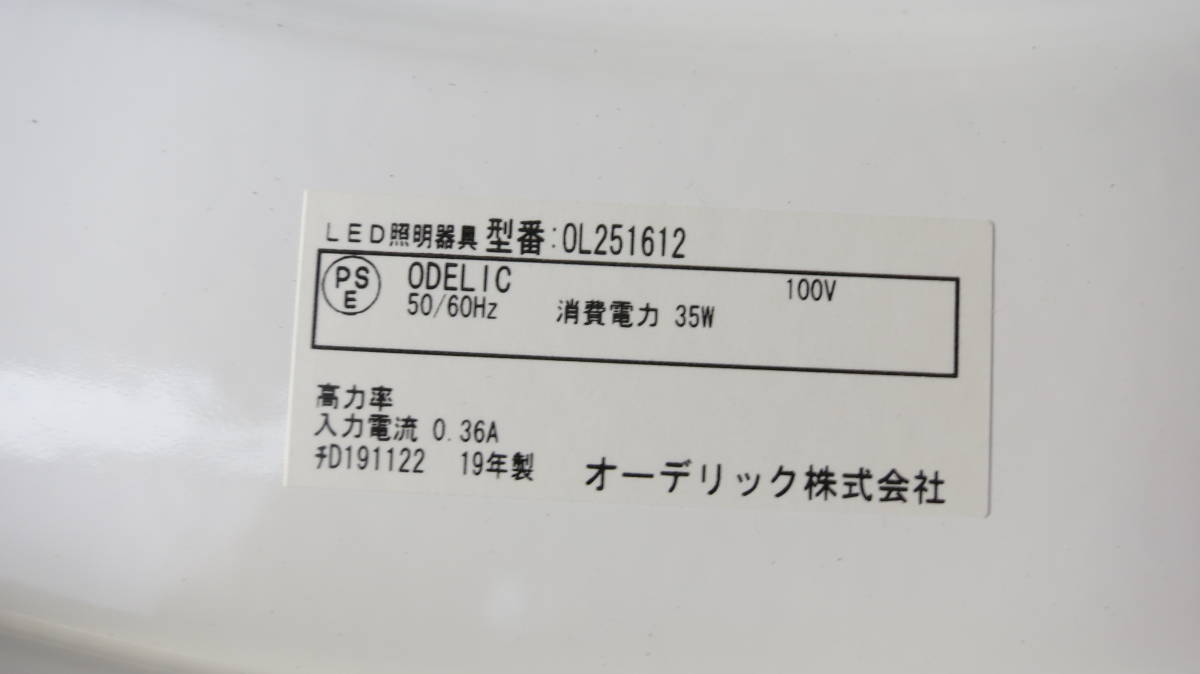 LED照明器具 型番:OL251612
PS
E
ODELIC 100V
50/60Hz 消費電力 35W
高力率
入力電流 0.36A
ﾁD191122 19年製 オーデリック株式会社